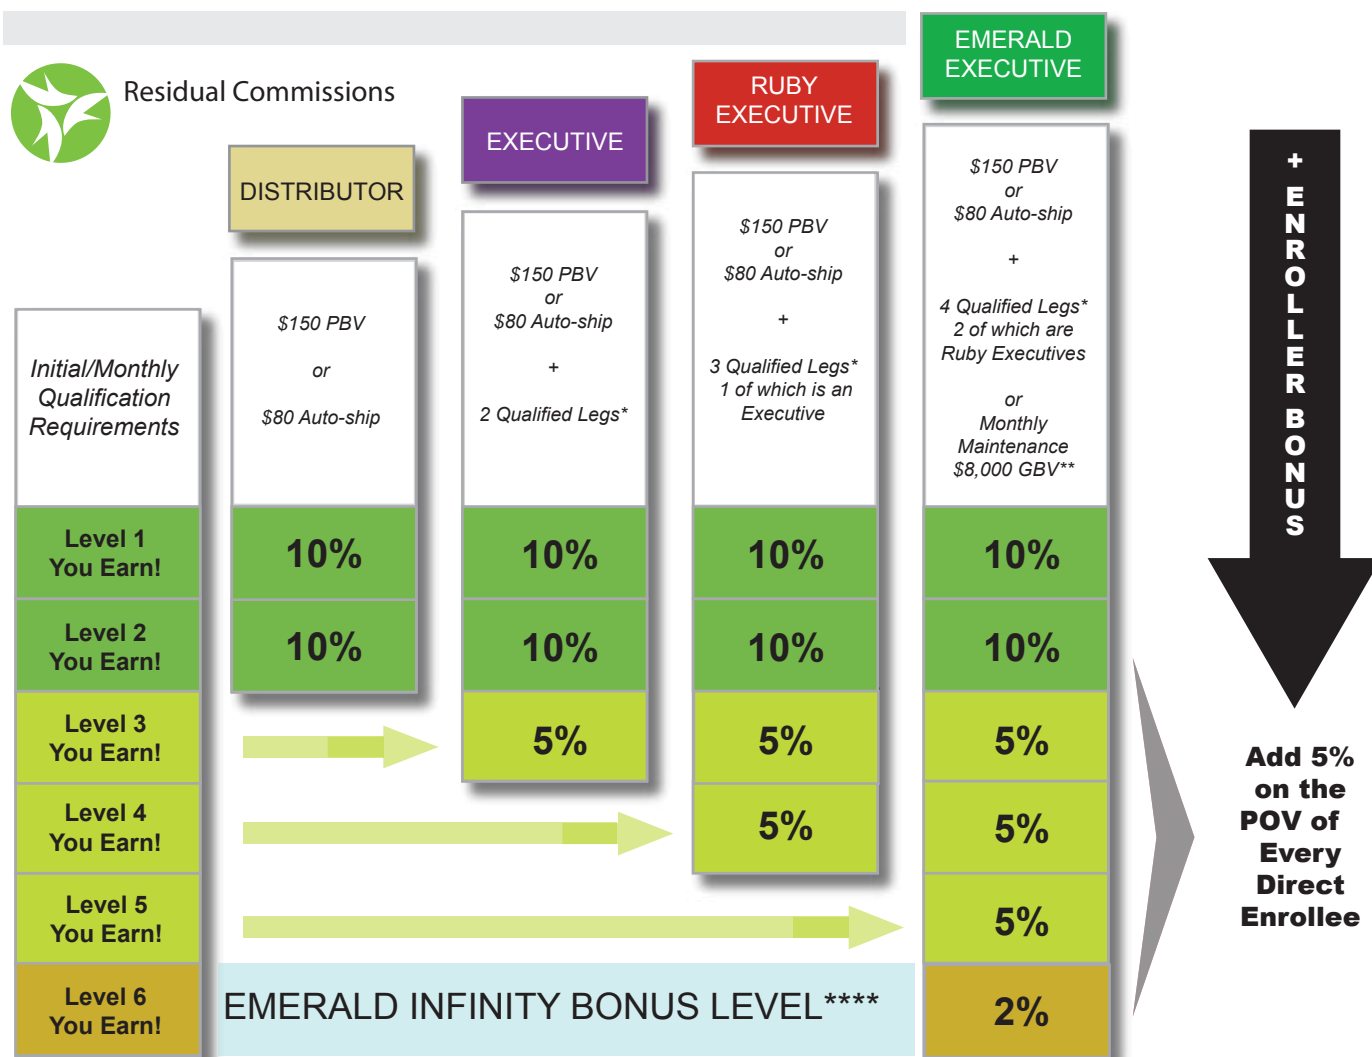 Residual Commissions
DISTRIBUTOR
EXECUTIVE
RUBY
EXECUTIVE
EMERALD
EXECUTIVE
Initial/Monthly
Qualification
Requirements
$150 PBV
or
$80 Auto-ship
$150 PBV
or
$80 Auto-ship
+
2 Qualified Legs*
$150 PBV
or
$80 Auto-ship
+
3 Qualified Legs*
1 of which is an
Executive
$150 PBV
or
$80 Auto-ship
+
4 Qualified Legs*
2 of which are
Ruby Executives
or
Monthly
Maintenance
$8,000 GBV**
Level 1
You Earn!
10%
10%
10%
10%
Level 2
You Earn!
10%
10%
10%
10%
Level 3
You Earn!
5%
5%
5%
Level 4
You Earn!
5%
5%
Level 5
You Earn!
5%
Level 6
You Earn!
EMERALD INFINITY BONUS LEVEL****
2%
+ ENROLLER BONUS
Add 5%
on the
POV of
Every
Direct
Enrollee